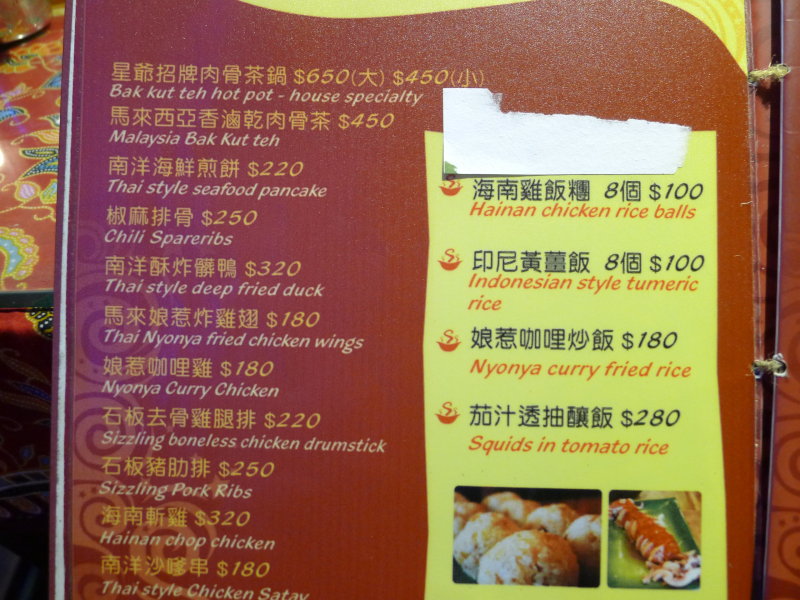 星爺招牌肉骨茶鍋 $650(大) $450(小)
Bak kut teh hot pot - house specialty
馬來西亞香滷乾肉骨茶 $450
Malaysia Bak Kut teh
南洋海鮮煎餅 $220
Thai style seafood pancake
椒麻排骨 $250
Chili Spareribs
南洋酥炸髒鴨 $320
Thai style deep fried duck
馬來娘惹炸雞翅 $180
Thai Nyonya fried chicken wings
娘惹咖哩雞 $180
Nyonya Curry Chicken
石板去骨雞腿排 $220
Sizzling boneless chicken drumstick
石板豬肋排 $250
Sizzling Pork Ribs
海南斬雞 $320
Hainan chop chicken
南洋沙嗲串 $180
Thai style Chicken Satay
海南雞飯糰 8個 $100
Hainan chicken rice balls
印尼黃薑飯 8個 $100
Indonesian style tumeric
rice
娘惹咖哩炒飯 $180
Nyonya curry fried rice
茄汁透抽釀飯 $280
Squids in tomato rice